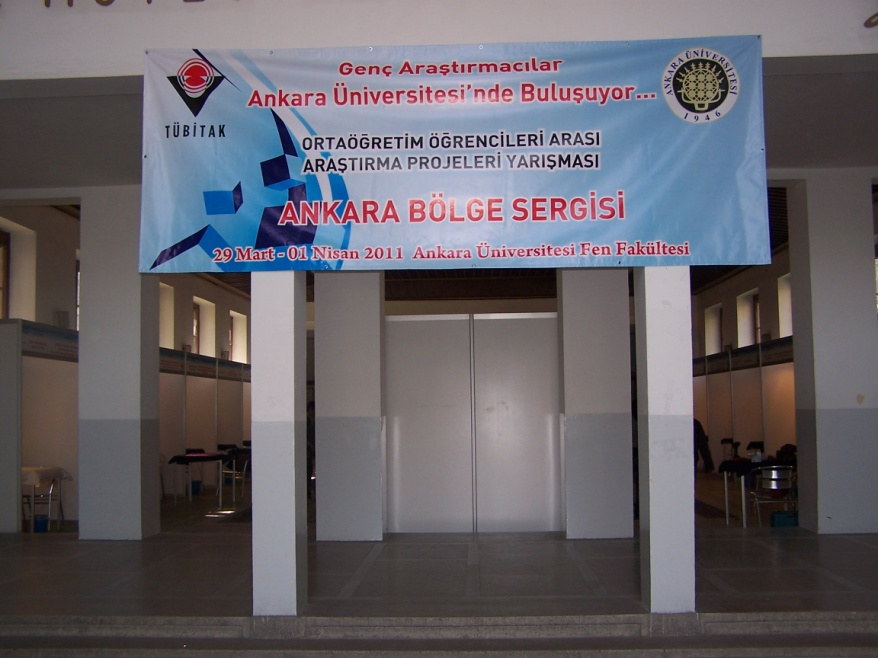 Genç Araştırmacılar
Ankara Üniversitesi'nde Buluşuyor...
TÜBİTAK
ANKARA ÜNİVERSİTESİ
1946
ORTAÖĞRETİM ÖĞRENCİLERİ ARASI
ARAŞTIRMA PROJELERİ YARIŞMASI
ANKARA BÖLGE SERGİSİ
29 Mart - 01 Nisan 2011 Ankara Üniversitesi Fen Fakültesi